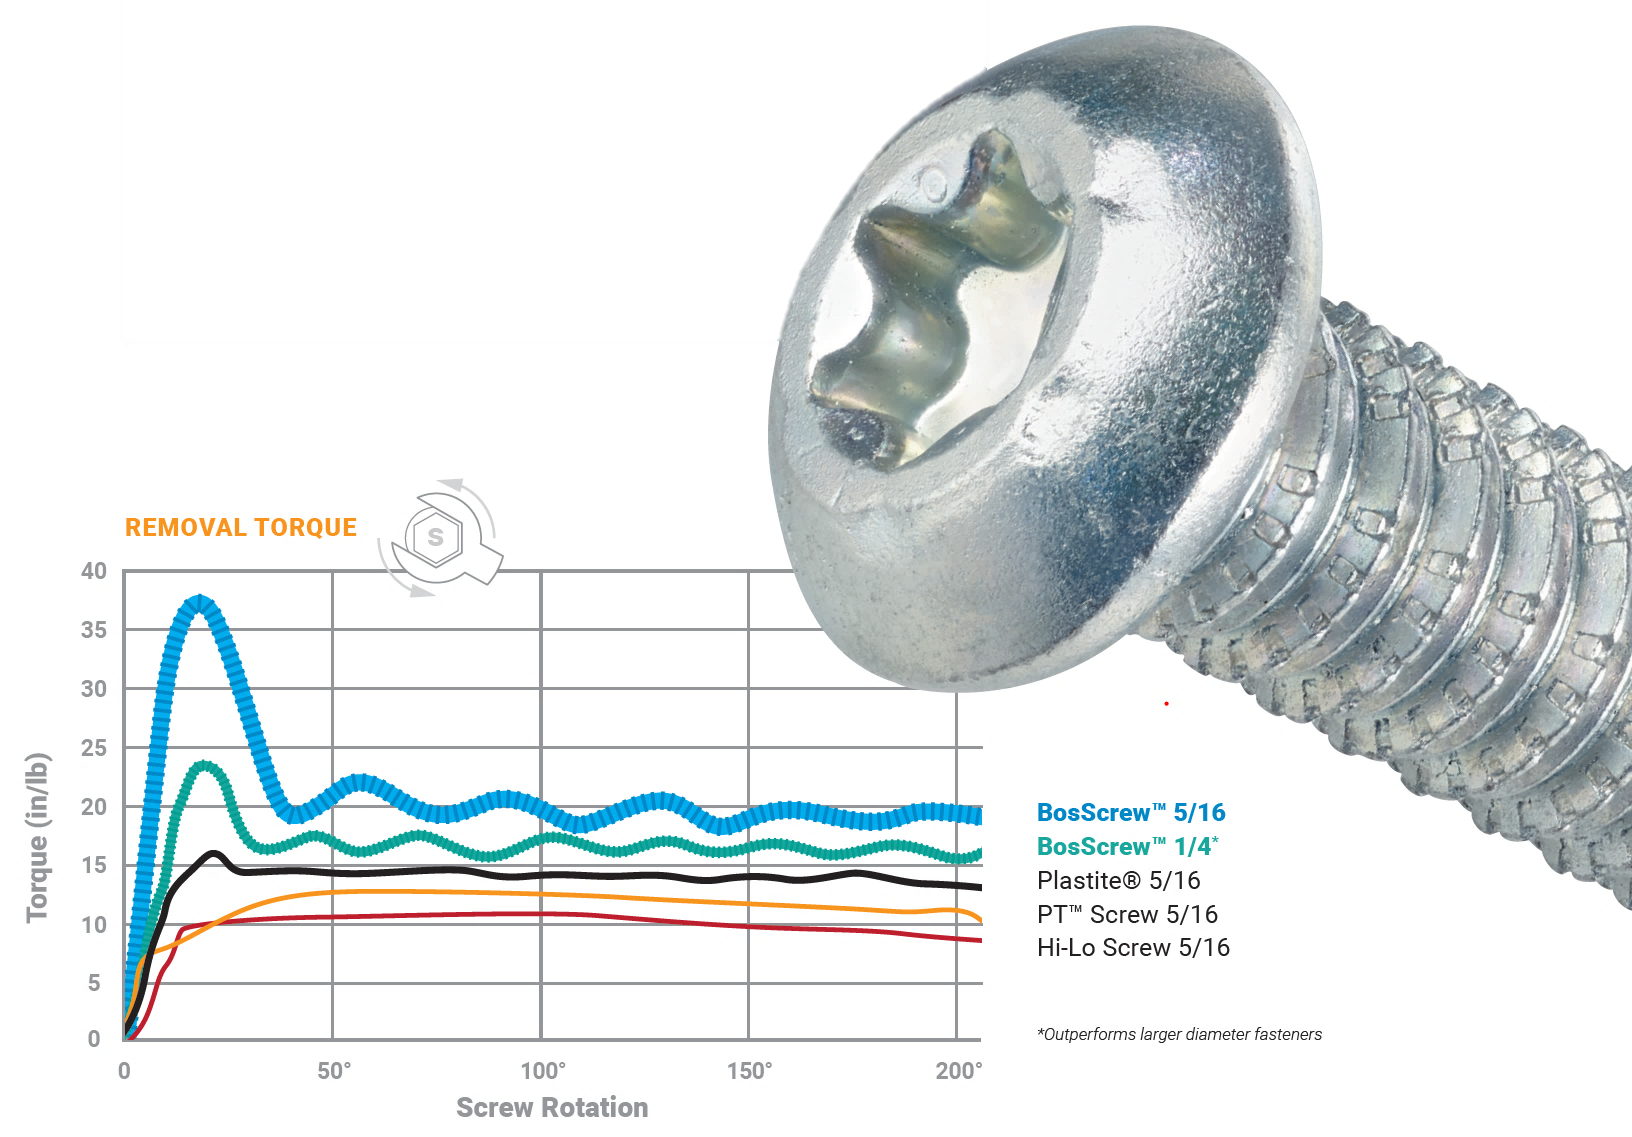 REMOVAL TORQUE
S
40
35
30
25
20
15
10
5
0
Torque (in/lb)
0 50° 100° 150° 200°
Screw Rotation
BosScrew™ 5/16
BosScrew™ 1/4*
Plastite® 5/16
PT™ Screw 5/16
Hi-Lo Screw 5/16
*Outperforms larger diameter fasteners